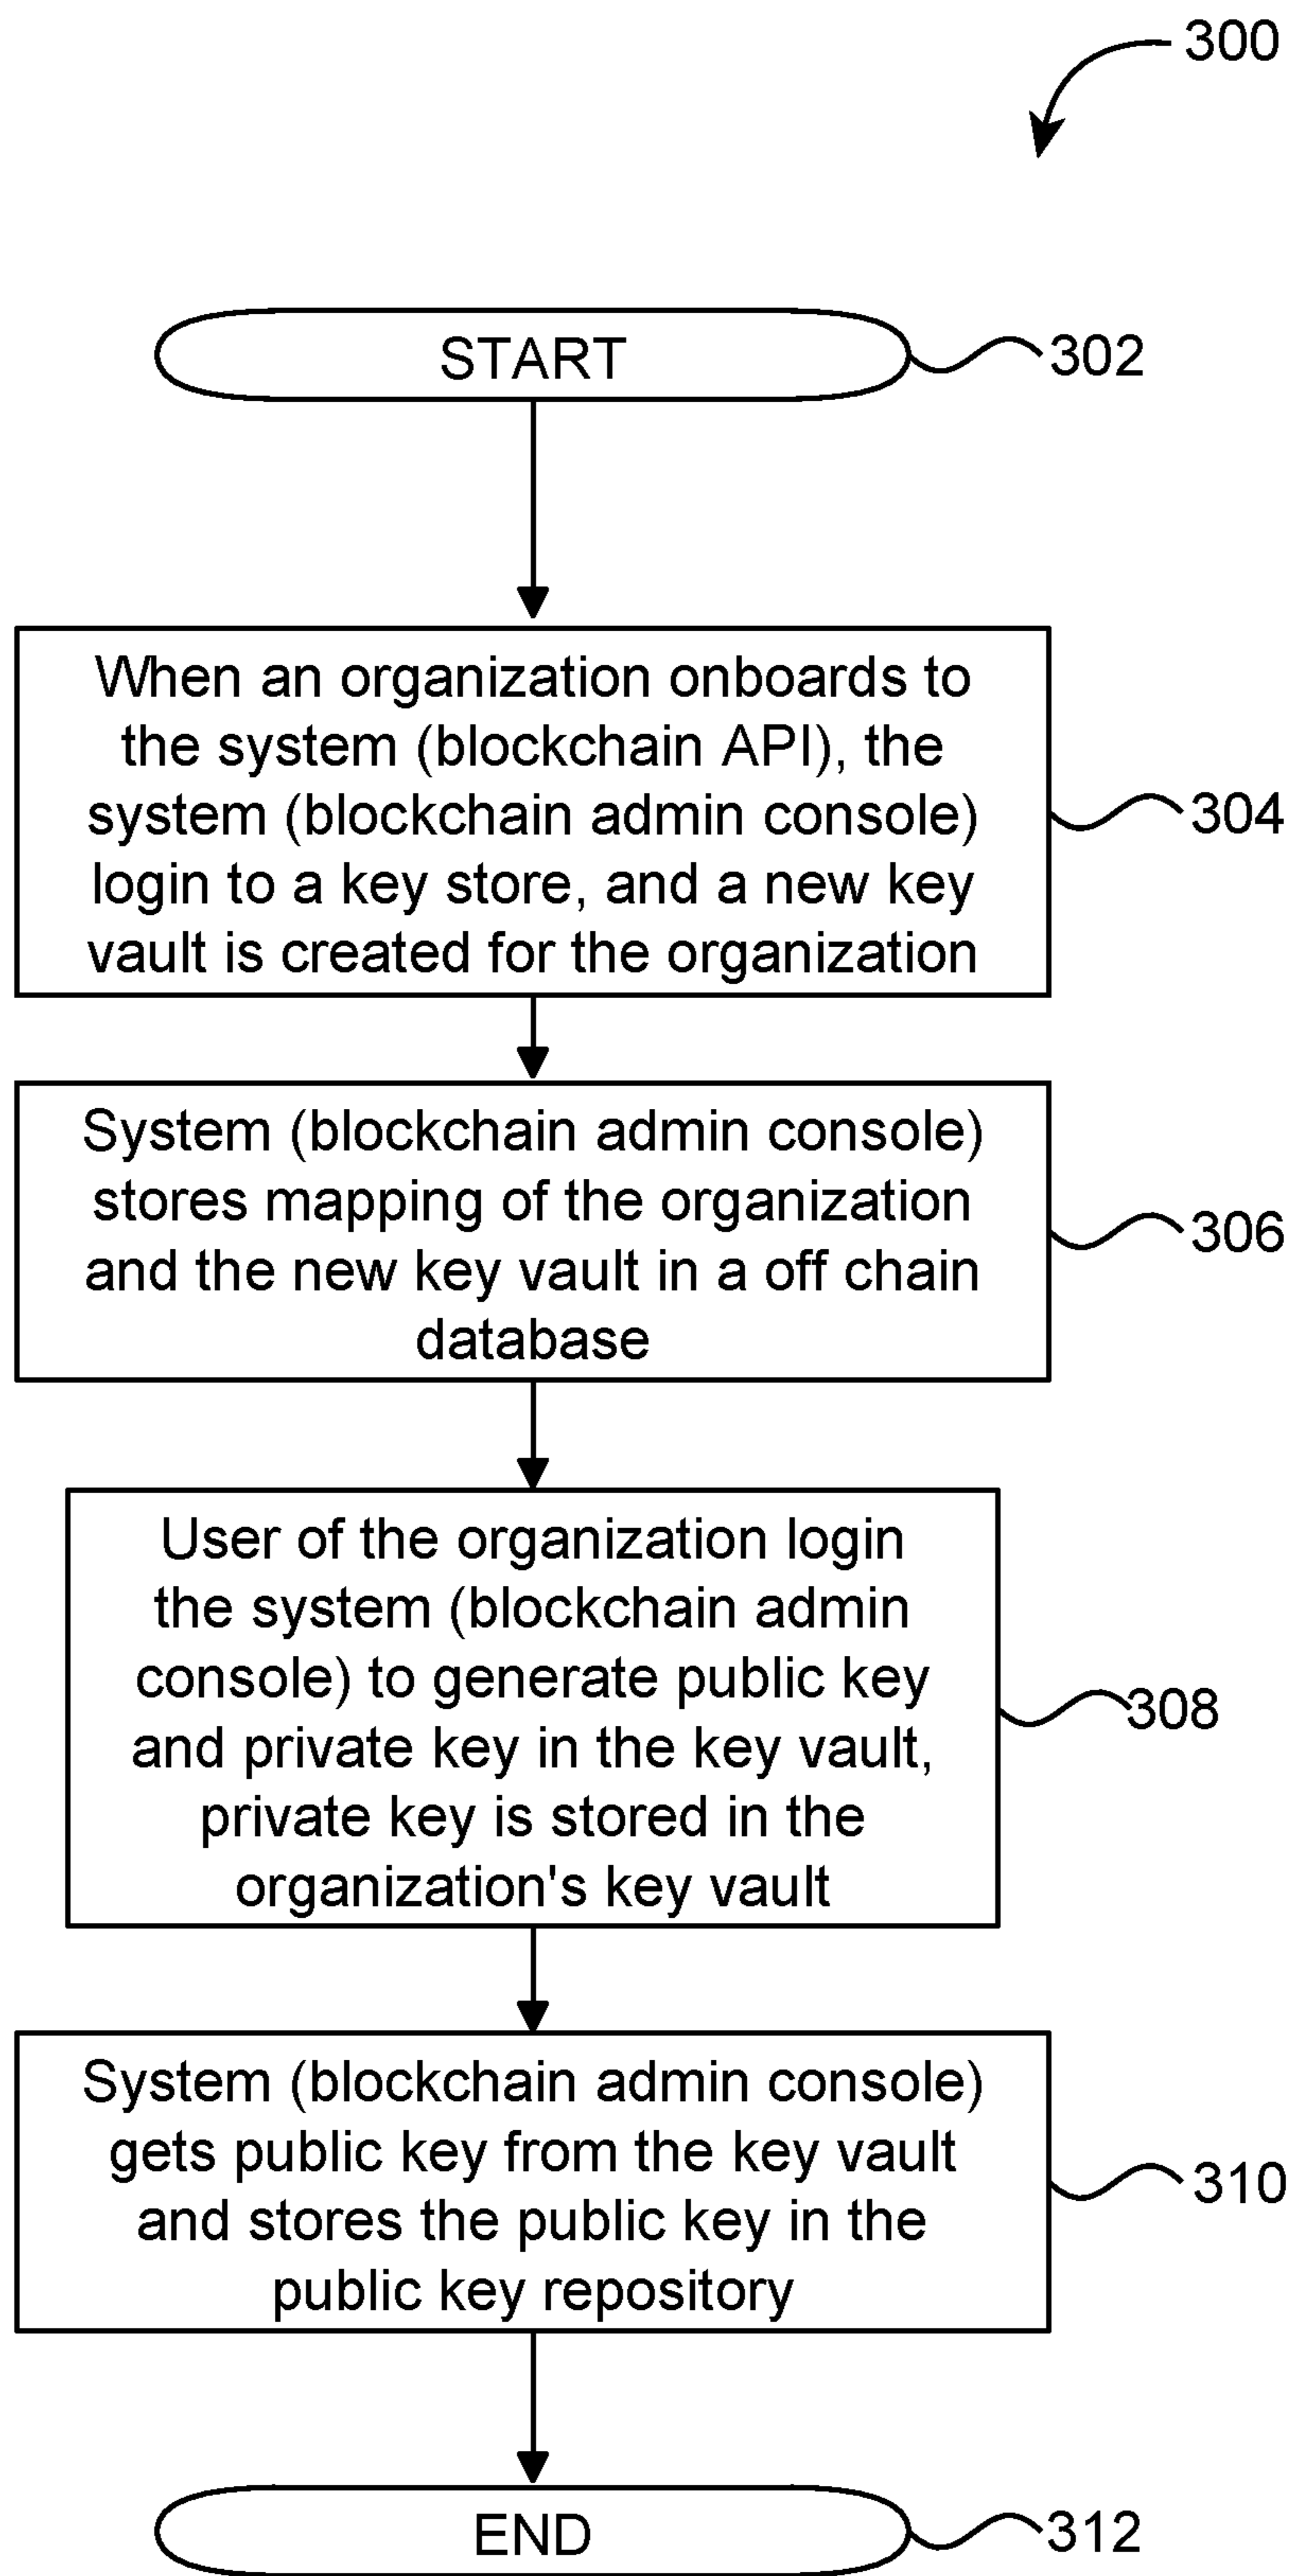 300
START
302
When an organization onboards to
the system (blockchain API), the
system (blockchain admin console)
login to a key store, and a new key
vault is created for the organization
304
System (blockchain admin console)
stores mapping of the organization
and the new key vault in a off chain
database
306
User of the organization login
the system (blockchain admin
console) to generate public key
and private key in the key vault,
private key is stored in the
organization's key vault
308
System (blockchain admin console)
gets public key from the key vault
and stores the public key in the
public key repository
310
END
312